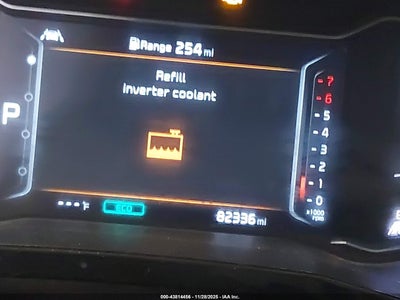 Range 254 mi
Refill
inverter coolant
P
- 7
- 6
- 5
- 4
- 3
- 2
- 1
- 0
x1000
rpm
---°F
ECO
82336 mi
000-43814456 - 11/28/2025 - IAA Inc.